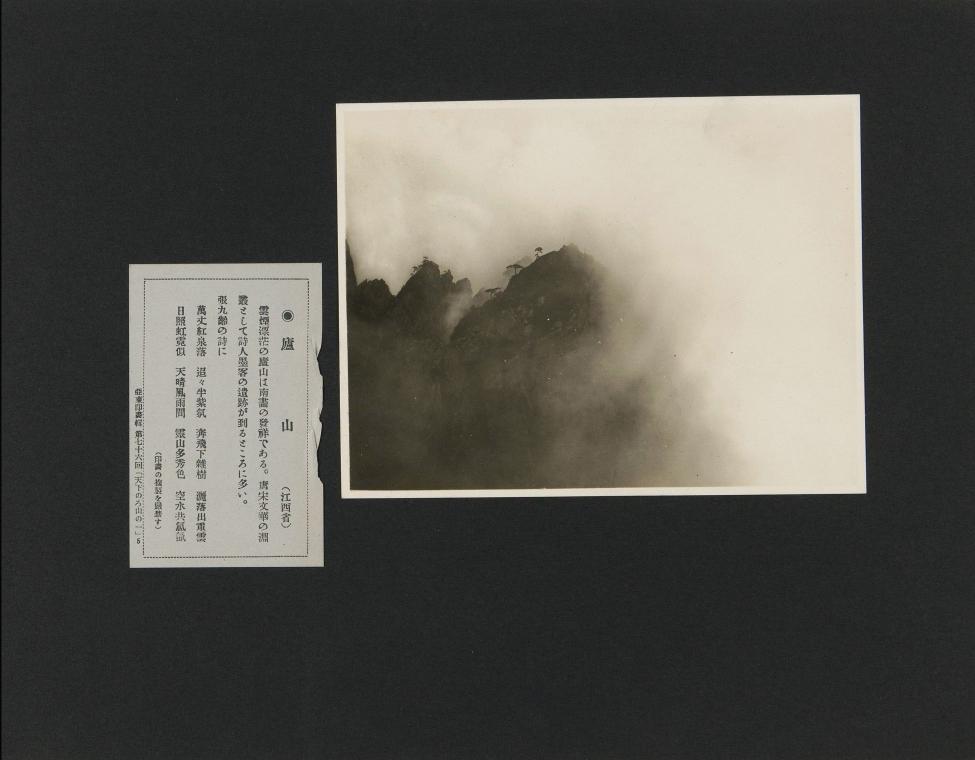 ◉廬山 （江西省）
雲煙漂茫の廬山は南畫の發祥である。唐宋文華の淵
叢として詩人墨客の遺跡が到るところに多い。
張九齡の詩に
萬丈紅泉落 迢々半紫氛 奔飛下雜樹 灑落出重雲
日照虹霓似 天晴風雨聞 靈山多秀色 空水共氤氳
（印畫の複製を嚴禁す）
亞東印畫輯 第七十六回「天下の名山の一」5